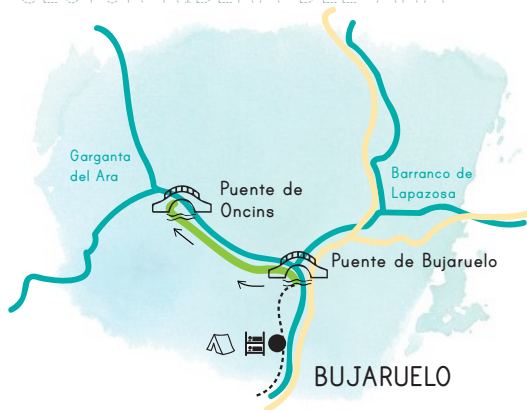 Garganta
del Ara
Puente de
Oncins
Barranco de
Lapazosa
Puente de Bujaruelo
BUJARUELO